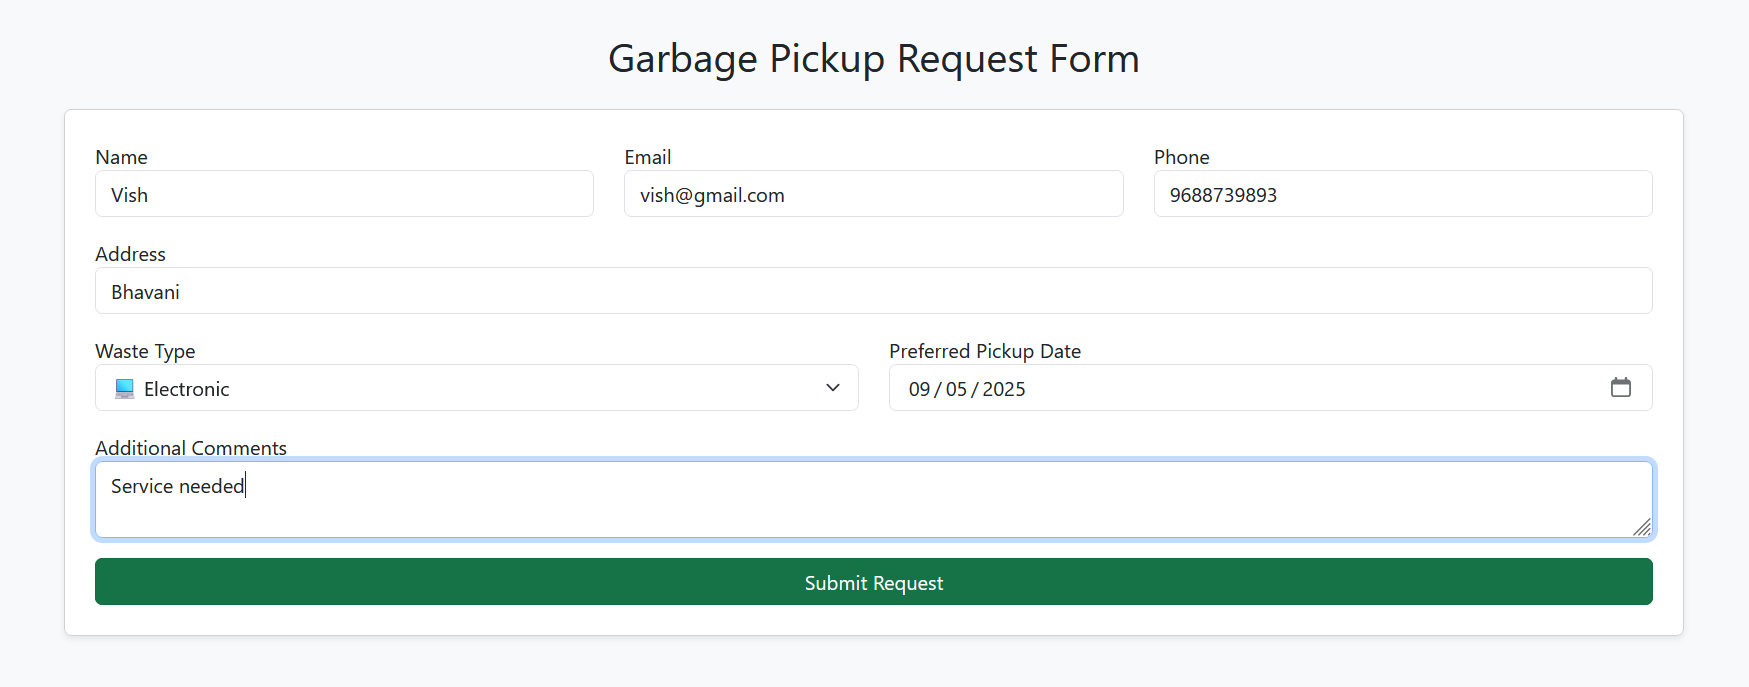 Garbage Pickup Request Form
Name Email Phone
Vish vish@gmail.com 9688739893
Address
Bhavani
Waste Type Preferred Pickup Date
Electronic 09/05/2025
Additional Comments
Service needed
Submit Request